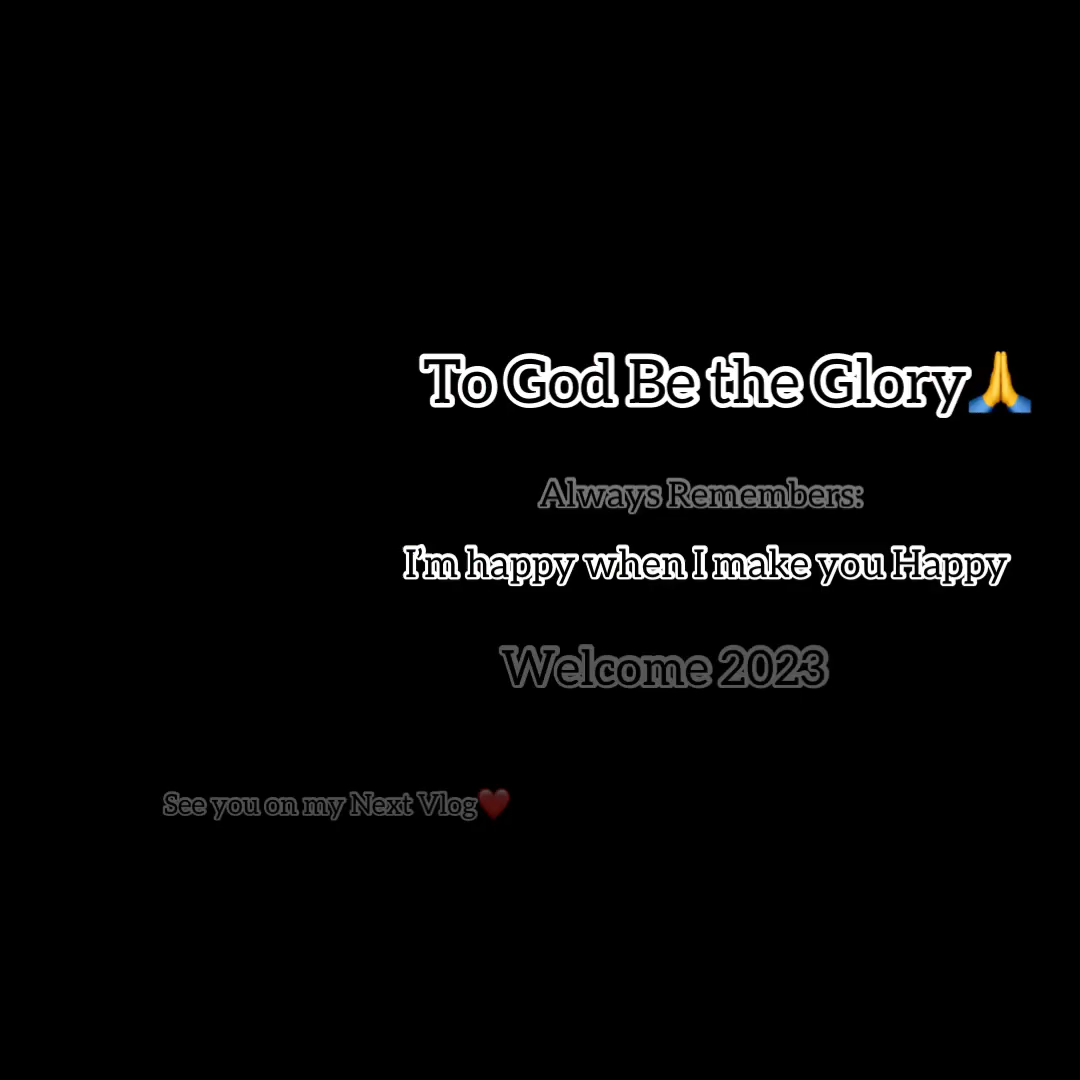 To God Be the Glory🙏
Always Remembers:
I'm happy when I make you Happy
Welcome 2023
See you on my Next Vlog❤️